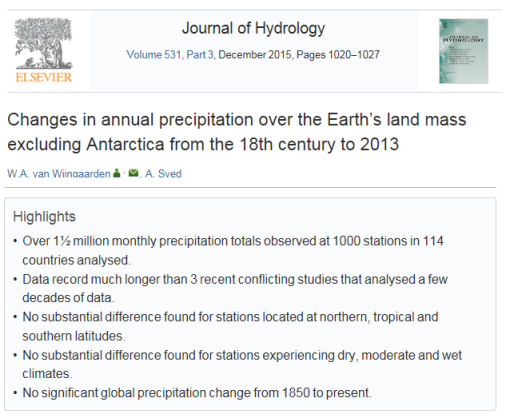 Journal of Hydrology
Volume 531, Part 3, December 2015, Pages 1020–1027
ELSEVIER
JOURNAL OF
HYDROLOGY
Changes in annual precipitation over the Earth's land mass
excluding Antarctica from the 18th century to 2013
W.A. van Wijngaarden , A. Syed
Highlights
• Over 1½ million monthly precipitation totals observed at 1000 stations in 114
countries analysed.
• Data record much longer than 3 recent conflicting studies that analysed a few
decades of data.
• No substantial difference found for stations located at northern, tropical and
southern latitudes.
• No substantial difference found for stations experiencing dry, moderate and wet
climates.
• No significant global precipitation change from 1850 to present.